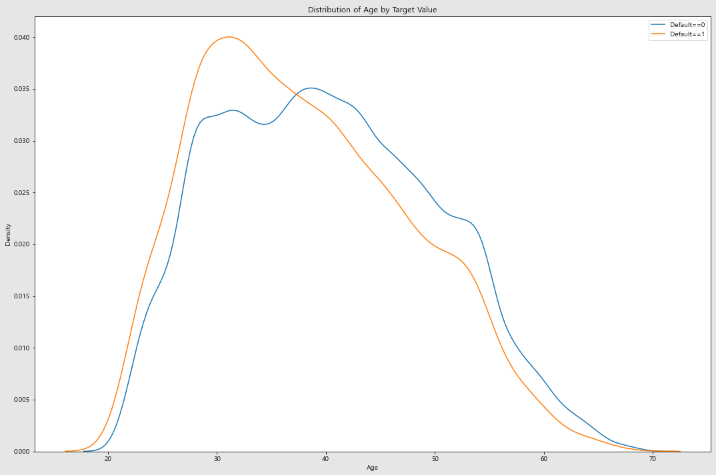 Distribution of Age by Target Value
Default==0
Default==1
0.040
0.035
0.030
0.025
0.020
0.015
0.010
0.005
0.000
Density
20 30 40 50 60 70
Age